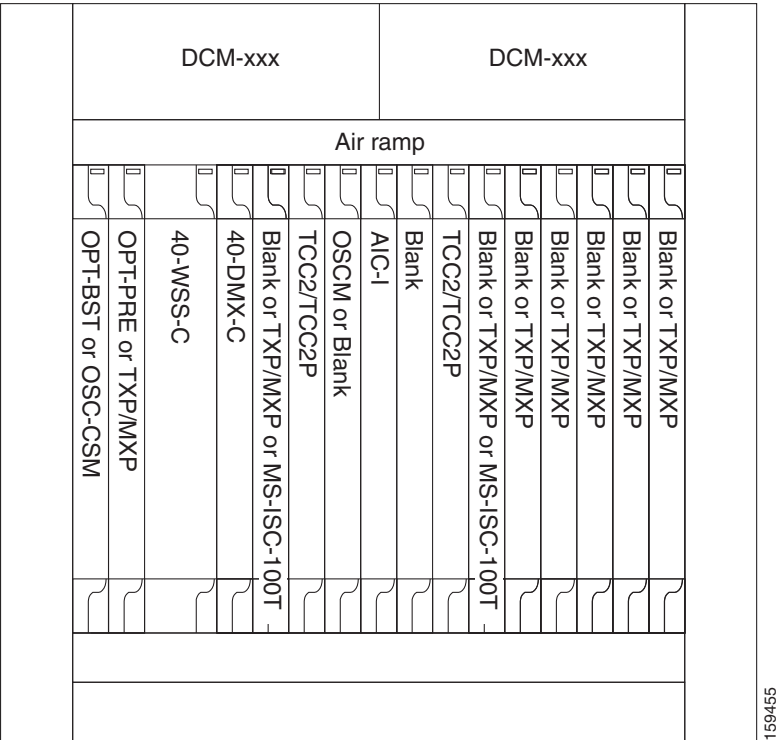 DCM-xxx
DCM-xxx
Air ramp
OPT-BST or OSC-CSM
OPT-PRE or TXP/MXP
40-WSS-C
40-DMX-C
Blank or TXP/MXP or MS-ISC-100T
TCC2/TCC2P
OSCM or Blank
AIC-I
Blank
TCC2/TCC2P
Blank or TXP/MXP or MS-ISC-100T
Blank or TXP/MXP
Blank or TXP/MXP
Blank or TXP/MXP
Blank or TXP/MXP
Blank or TXP/MXP
159455